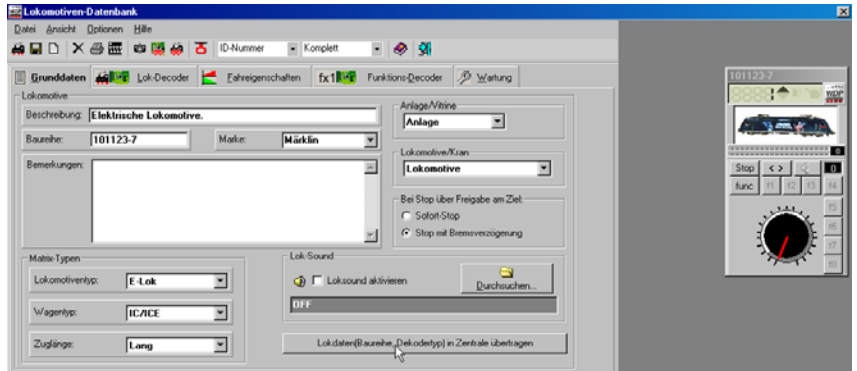 Lokomotiven-Datenbank
Datei Ansicht Optionen Hilfe
ID-Nummer Komplett
Grunddaten Lok-Decoder Fahreigenschaften fx1 Funktions-Decoder Wartung
Lokomotive
Beschreibung: Elektrische Lokomotive.
Baureihe: 101123-7 Marke: Märklin
Bemerkungen:
Anlage/Vitrine
Anlage
Lokomotive/Kran
Lokomotive
Bei Stop über Freigabe am Ziel:
Sofort-Stop
Stop mit Bremsverzögerung
Matrix-Typen
Lokomotiventyp: E-Lok
Wagentyp: IC/ICE
Zuglänge: Lang
Lok-Sound
Loksound aktivieren Durchsuchen...
OFF
Lokdaten(Baureihe, Dekodertyp) in Zentrale übertragen
101123-7
WDP
0
Stop < > 0
func f1 f2 f3 f4
f5
f6
f7
f8